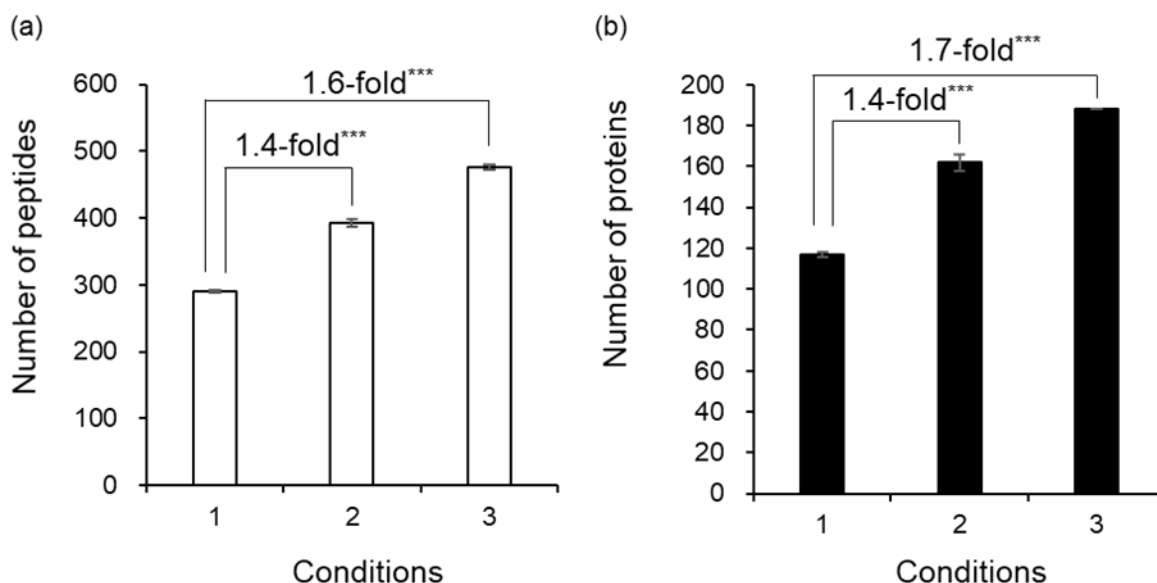 (a)
1.6-fold***
1.4-fold***
600
500
400
300
200
100
0
Number of peptides
1 2 3
Conditions
(b)
1.7-fold***
1.4-fold***
200
180
160
140
120
100
80
60
40
20
0
Number of proteins
1 2 3
Conditions